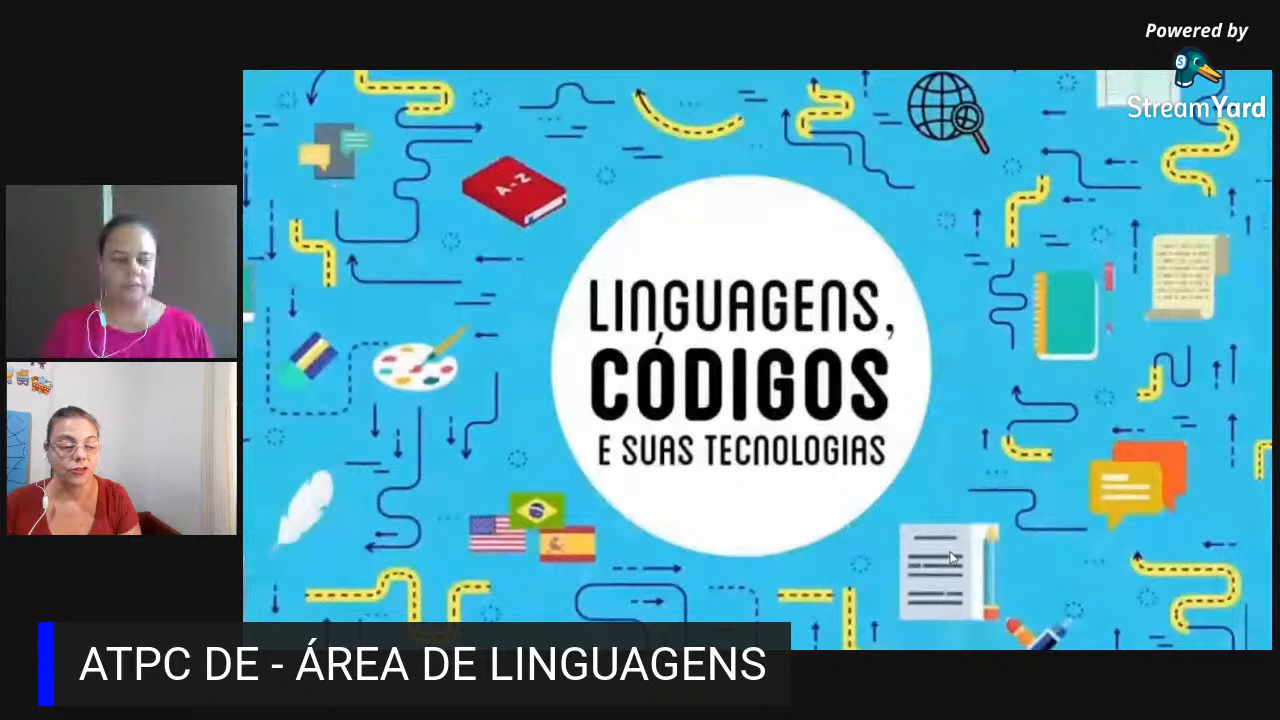 Powered by
StreamYard
A-Z
LINGUAGENS,
CÓDIGOS
E SUAS TECNOLOGIAS
ATPC DE - ÁREA DE LINGUAGENS